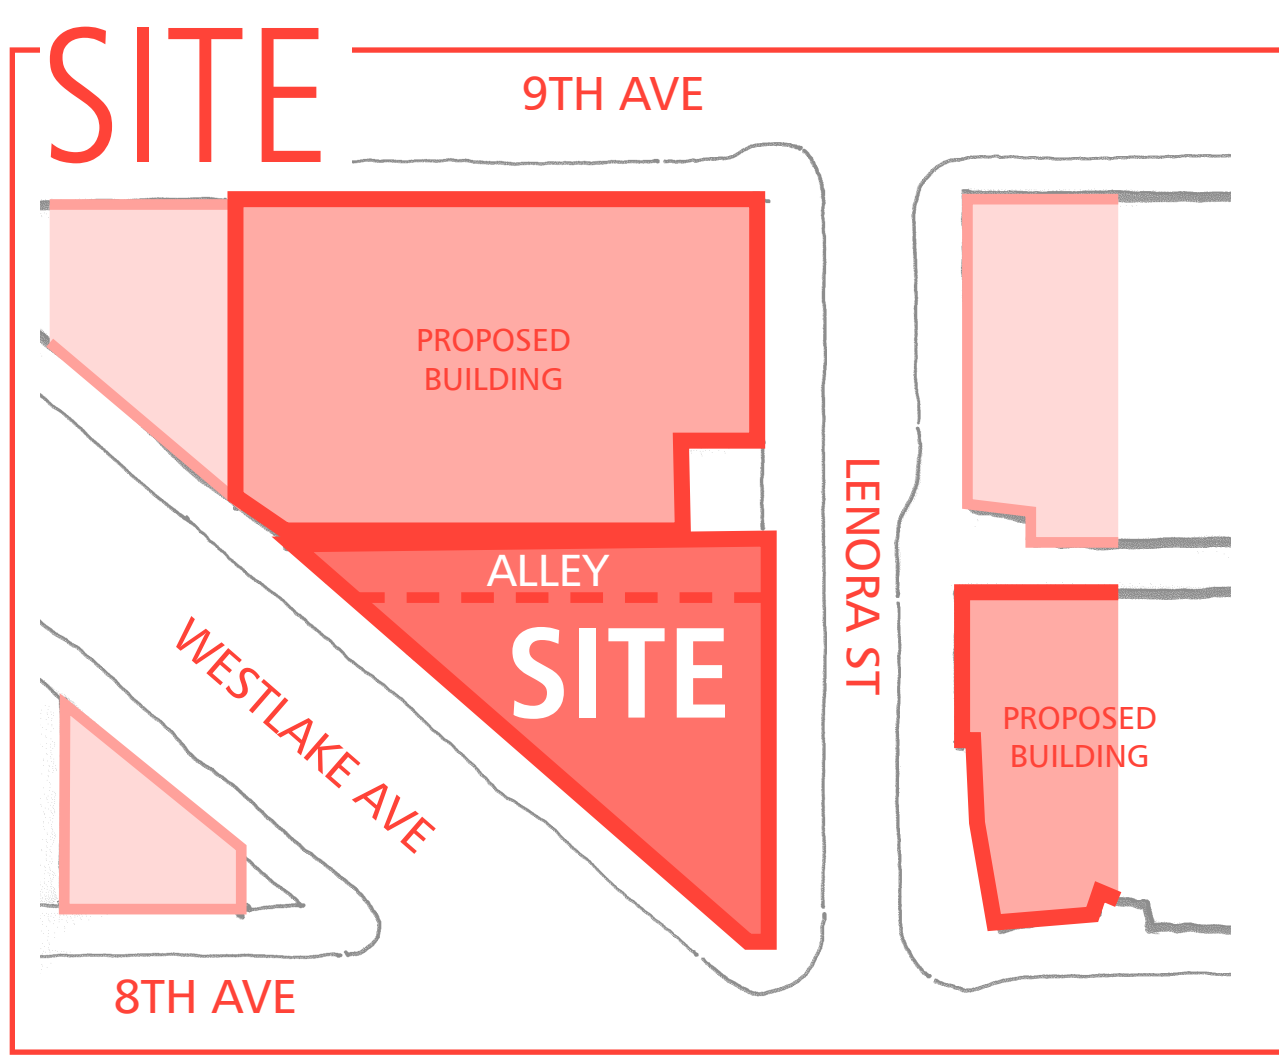 SITE
9TH AVE
PROPOSED
BUILDING
ALLEY
SITE
LENORA ST
WESTLAKE AVE
PROPOSED
BUILDING
8TH AVE